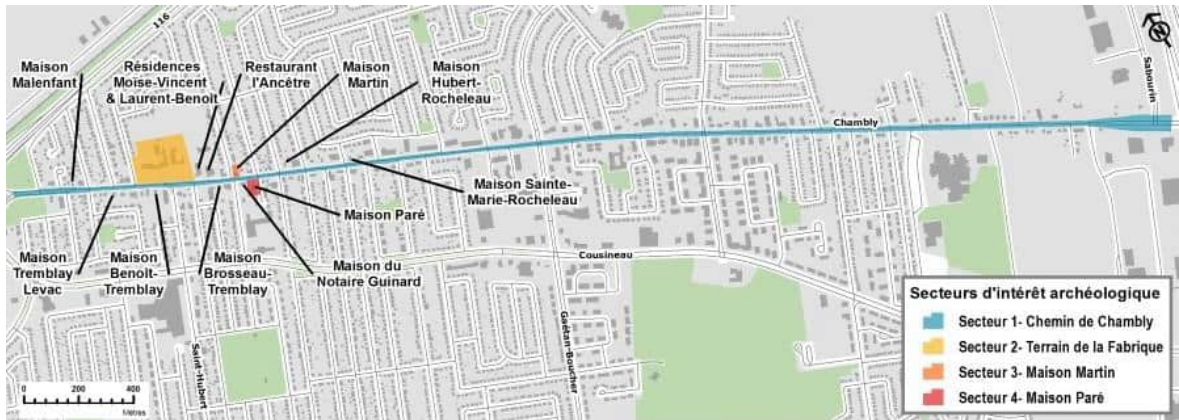 116
Maison
Malenfant
Résidences
Moïse-Vincent
& Laurent-Benoit
Restaurant
l'Ancêtre
Maison
Martin
Maison
Hubert-
Rocheleau
N
Sabourin
Chambly
Maison Sainte-
Marie-Rocheleau
Maison Paré
Maison
Tremblay
Levac
Maison
Benoit-
Tremblay
Maison
Brosseau-
Tremblay
Maison du
Notaire Guinard
Cousineau
Gaétan-Boucher
Saint-Hubert
0 200 400
Mètres
Secteurs d'intérêt archéologique
Secteur 1- Chemin de Chambly
Secteur 2- Terrain de la Fabrique
Secteur 3- Maison Martin
Secteur 4- Maison Paré